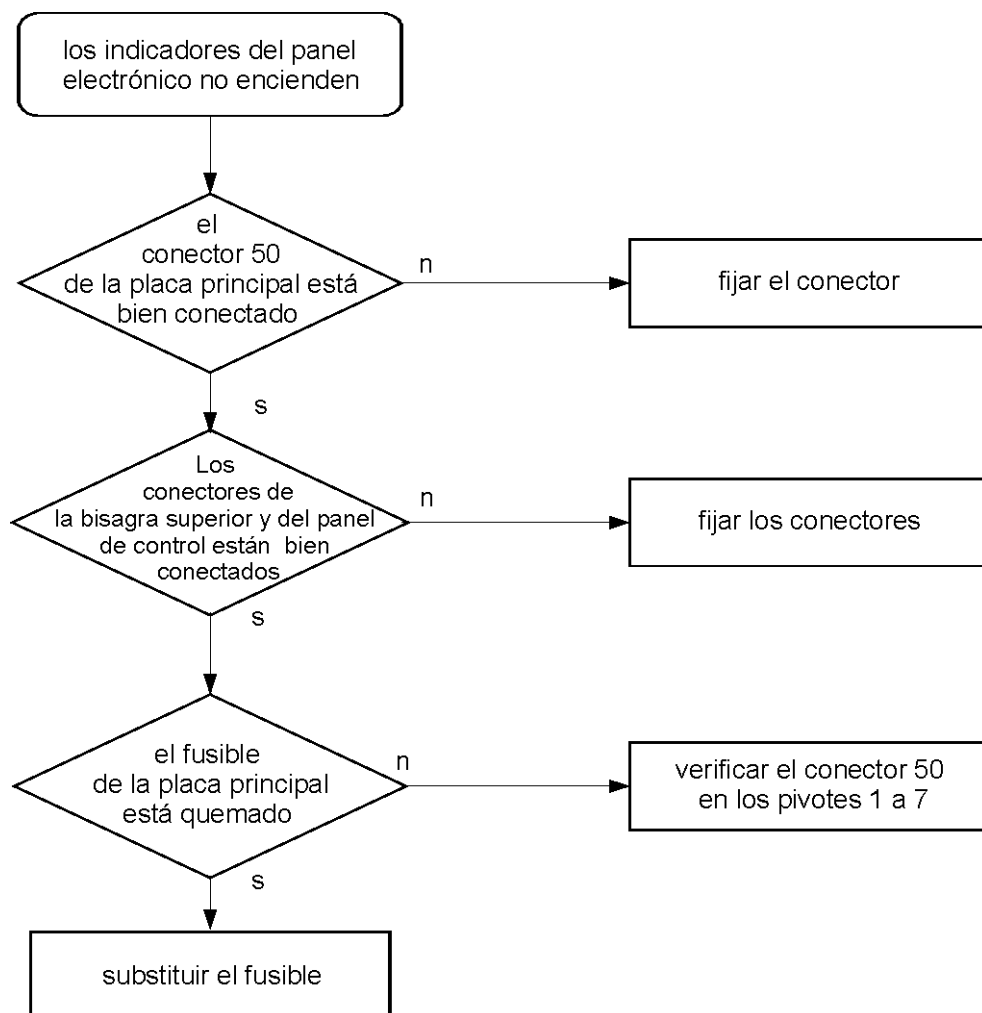 los indicadores del panel
electrónico no encienden
el
conector 50
de la placa principal está
bien conectado
n
fijar el conector
s
Los
conectores de
la bisagra superior y del panel
de control están bien
conectados
n
fijar los conectores
s
el fusible
de la placa principal
está quemado
n
verificar el conector 50
en los pivotes 1 a 7
s
substituir el fusible